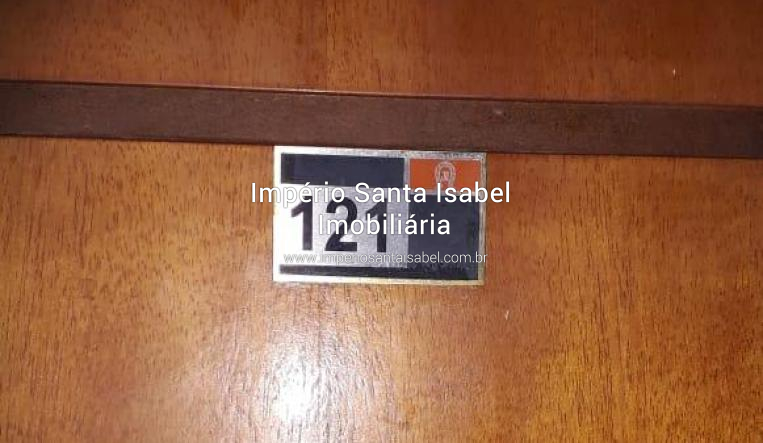 Império Santa Isabel
Imobiliária
121
www.imperiosantaisabel.com.br